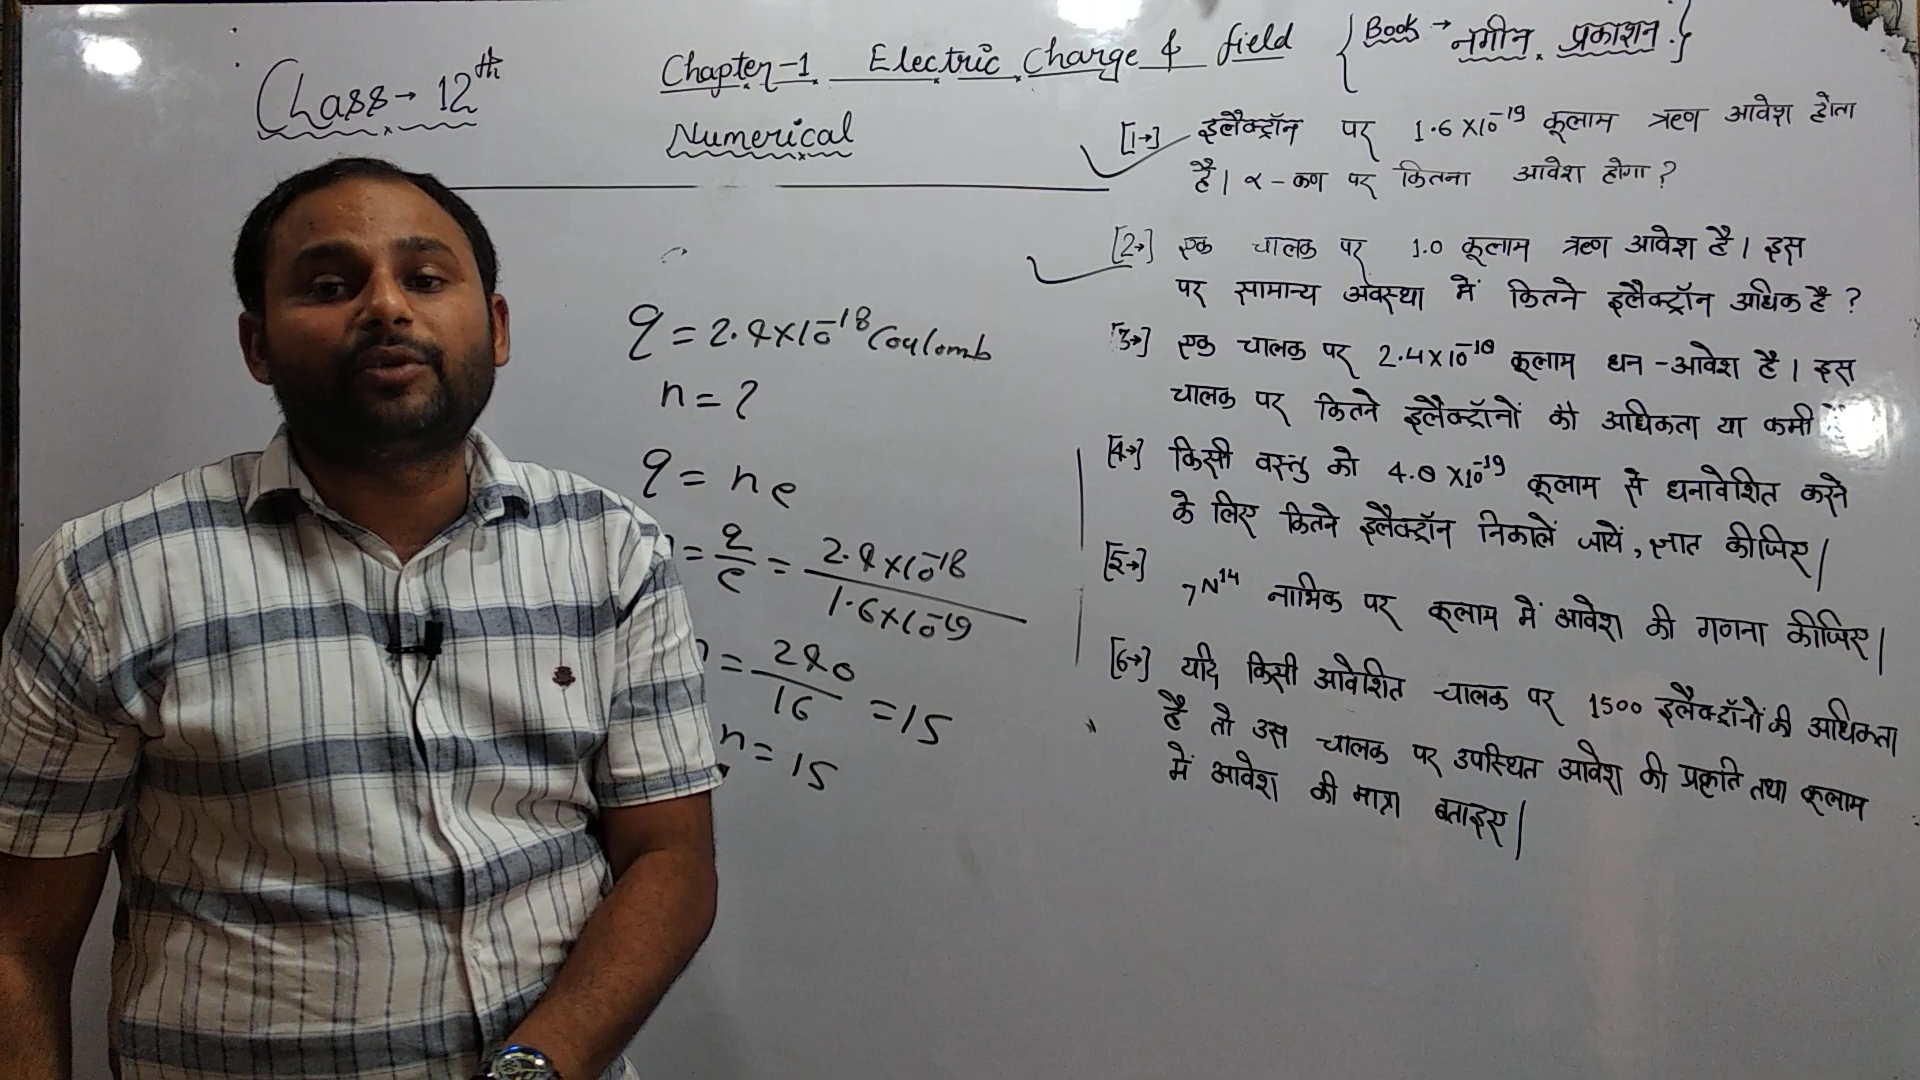 Class → 12th
Chapter-1 Electric Charge & field
{Book → नगीन प्रकाशन}
Numerical
[1→] इलैक्ट्रॉन पर 1.6×10^-19 कूलाम ऋण आवेश होता
है। α-कण पर कितना आवेश होगा?
[2→] एक चालक पर 1.0 कूलाम ऋण आवेश है। इस
पर सामान्य अवस्था में कितने इलैक्ट्रॉन अधिक है?
[3→] एक चालक पर 2.4×10^-18 कूलाम धन-आवेश है। इस
चालक पर कितने इलैक्ट्रॉनों की अधिकता या कमी
[4→] किसी वस्तु को 4.8×10^-19 कूलाम से धनावेशित करने
के लिए कितने इलैक्ट्रॉन निकालें जायें, ज्ञात कीजिए।
[5→] ₇N^14 नाभिक पर कूलाम में आवेश की गणना कीजिए।
[6→] यदि किसी आवेशित चालक पर 1500 इलैक्ट्रॉनों की अधिकता
है तो उस चालक पर उपस्थित आवेश की प्रकृति तथा कूलाम
में आवेश की मात्रा बताइए।
q = 2.4×10^-18 Coulomb
n = ?
q = ne
= q/e = 2.4×10^-18 / 1.6×10^-19
= 240/16 = 15
n = 15